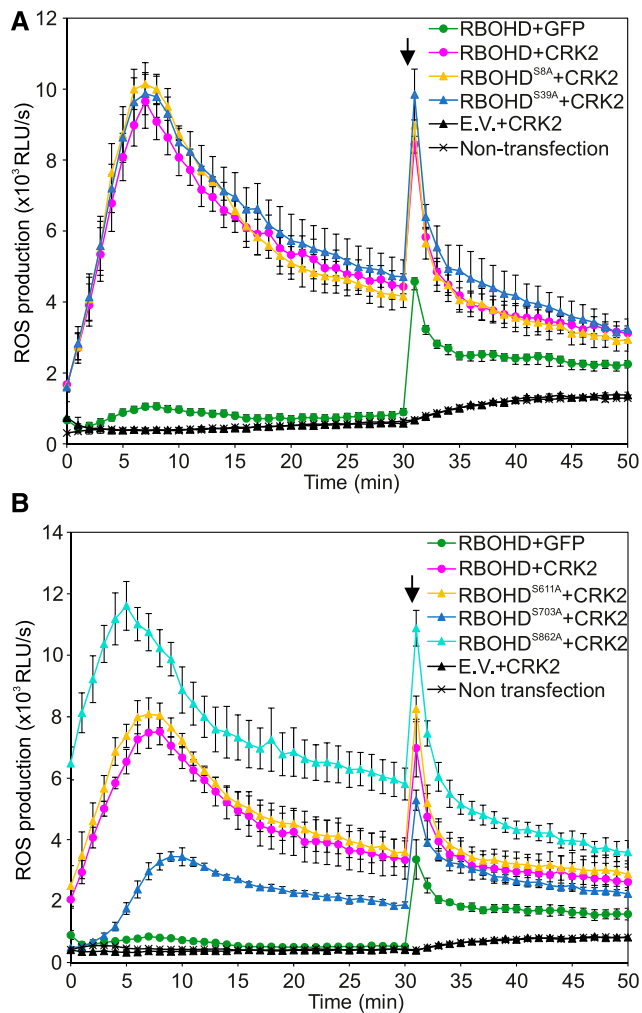 A
ROS production (x10³ RLU/s)
12
10
8
6
4
2
0
RBOHD+GFP
RBOHD+CRK2
RBOHDS8A+CRK2
RBOHDS39A+CRK2
E.V.+CRK2
Non-transfection
0 5 10 15 20 25 30 35 40 45 50
Time (min)
B
ROS production (x10³ RLU/s)
14
12
10
8
6
4
2
0
RBOHD+GFP
RBOHD+CRK2
RBOHDS611A+CRK2
RBOHDS703A+CRK2
RBOHDS862A+CRK2
E.V.+CRK2
Non transfection
0 5 10 15 20 25 30 35 40 45 50
Time (min)